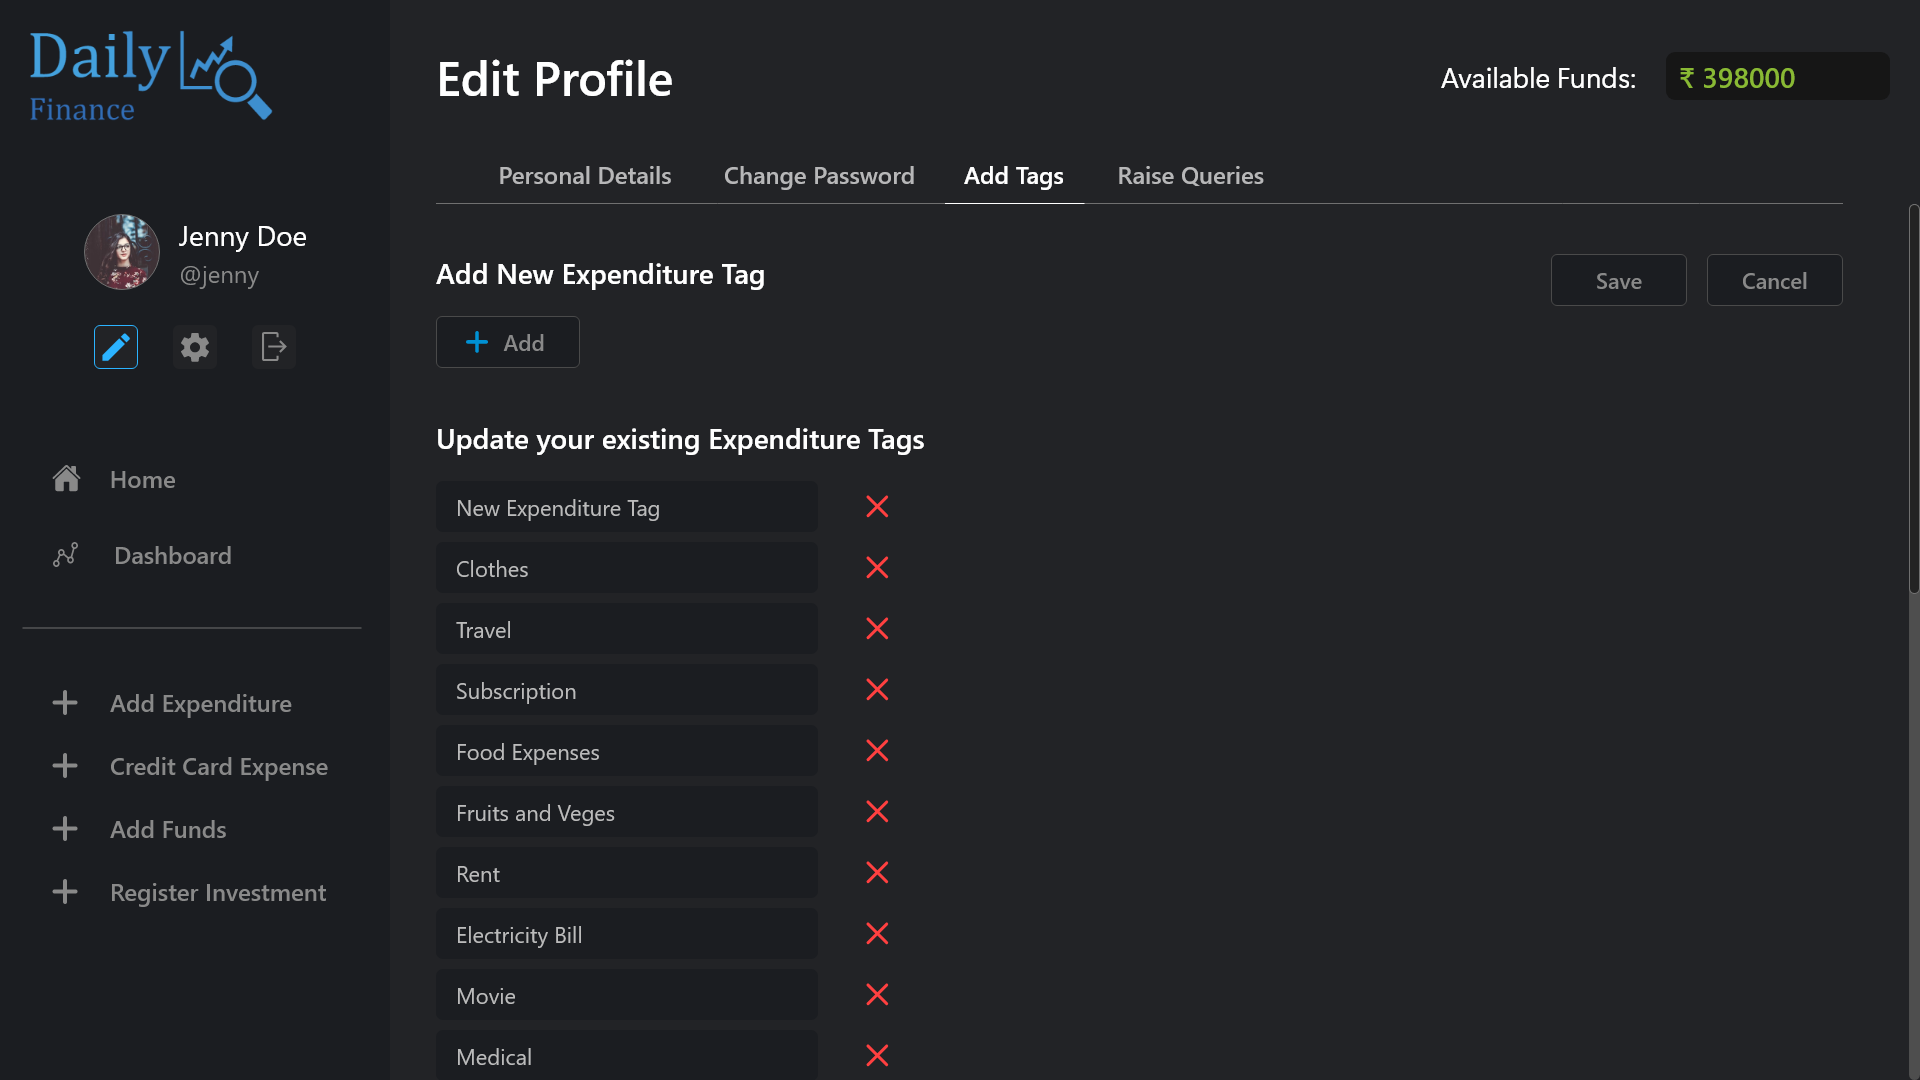 Daily
Finance
Jenny Doe
@jenny
Home
Dashboard
Add Expenditure
Credit Card Expense
Add Funds
Register Investment
Edit Profile
Available Funds: ₹ 398000
Personal Details Change Password Add Tags Raise Queries
Add New Expenditure Tag
Save Cancel
Add
Update your existing Expenditure Tags
New Expenditure Tag
Clothes
Travel
Subscription
Food Expenses
Fruits and Veges
Rent
Electricity Bill
Movie
Medical